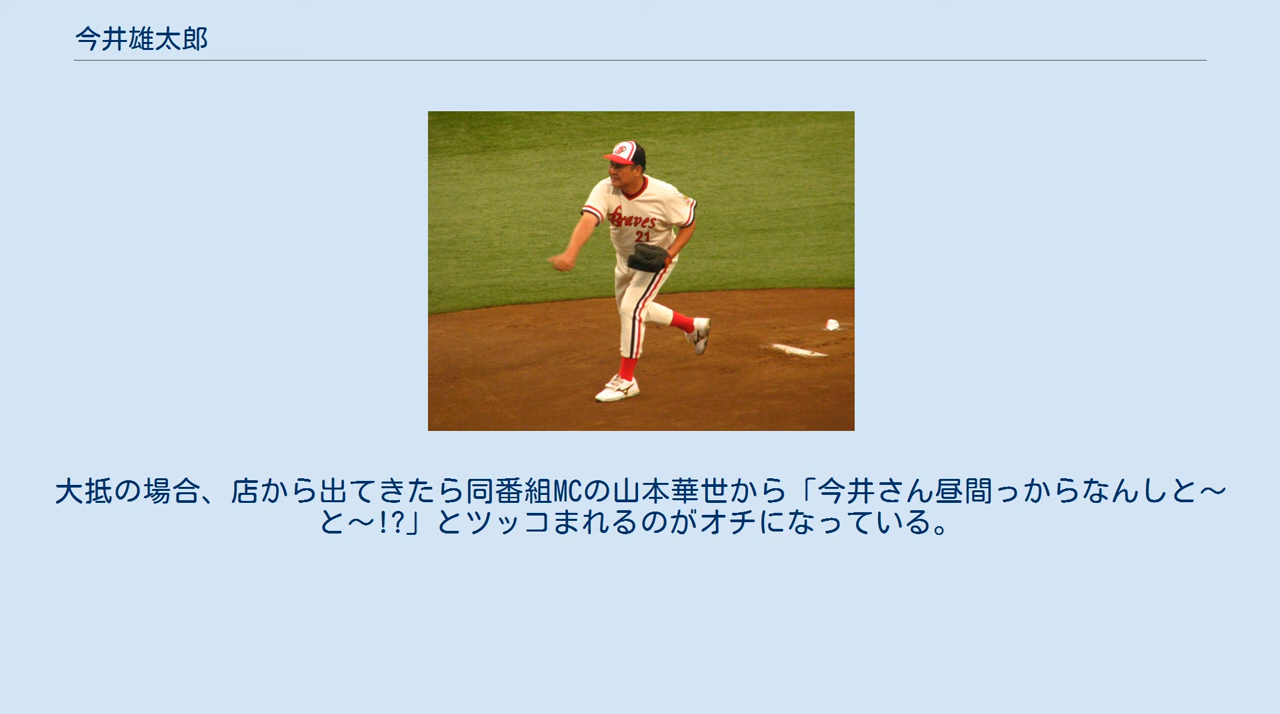 今井雄太郎
Braves
21
大抵の場合、店から出てきたら同番組MCの山本華世から「今井さん昼間っからなんしと〜
と〜!?」とツッコまれるのがオチになっている。